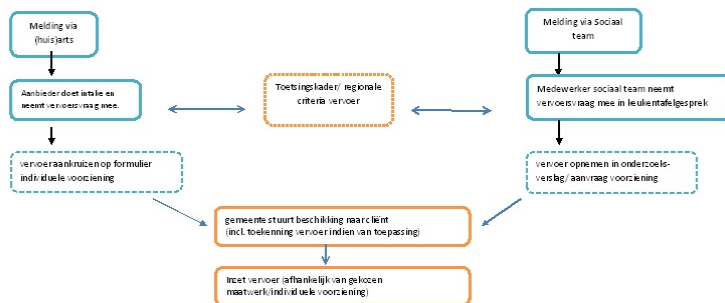 Melding via
(huis)arts
Melding via Sociaal
team
Aanbieder doet intake en
neemt vervoersvraag mee.
Toetsingskader/ regionale
criteria vervoer
Medewerker sociaal team neemt
vervoersvraag mee in leukentafelgesprek
vervoer aankruizen op formulier
individuele voorziening
vervoer opnemen in onderzoeks-
verslag/ aanvraag voorziening
gemeente stuurt beschikking naar cliënt
(incl. toekenning vervoer indien van toepassing)
Inzet vervoer (afhankelijk van gekozen
maatwerk/individuele voorziening)